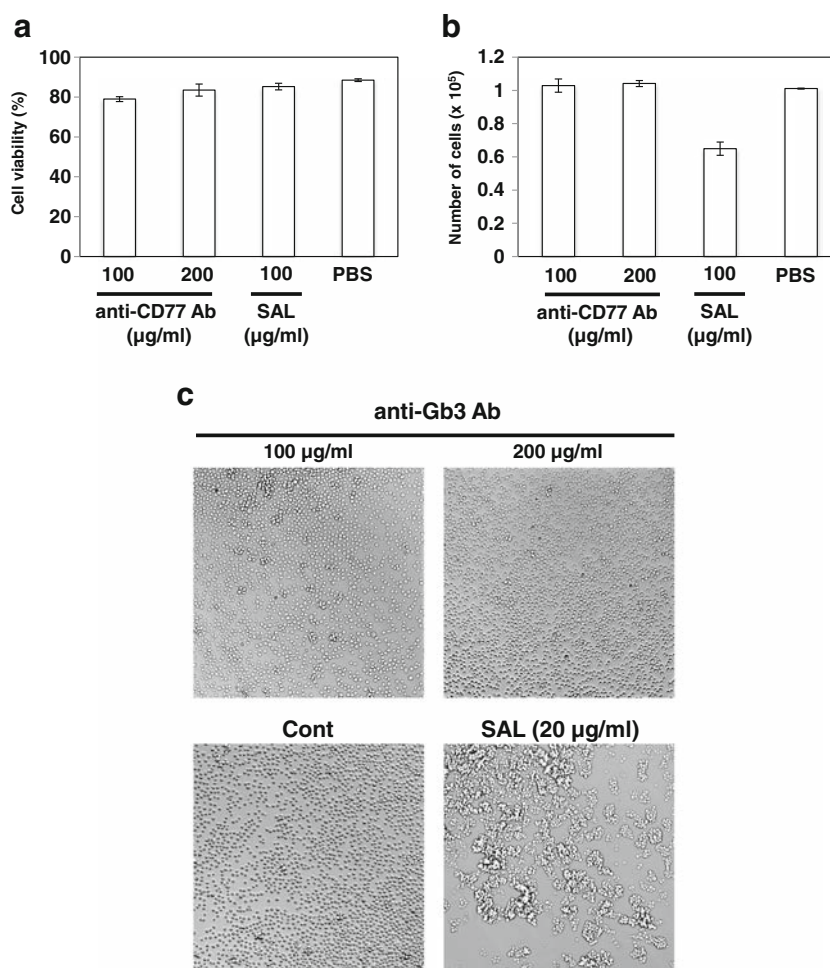 a
100
80
60
40
20
0
Cell viability (%)
100 200 100 PBS
anti-CD77 Ab SAL
(µg/ml) (µg/ml)
b
1.2
1
0.8
0.6
0.4
0.2
0
Number of cells (x 10⁵)
100 200 100 PBS
anti-CD77 Ab SAL
(µg/ml) (µg/ml)
c
anti-Gb3 Ab
100 µg/ml 200 µg/ml
Cont SAL (20 µg/ml)